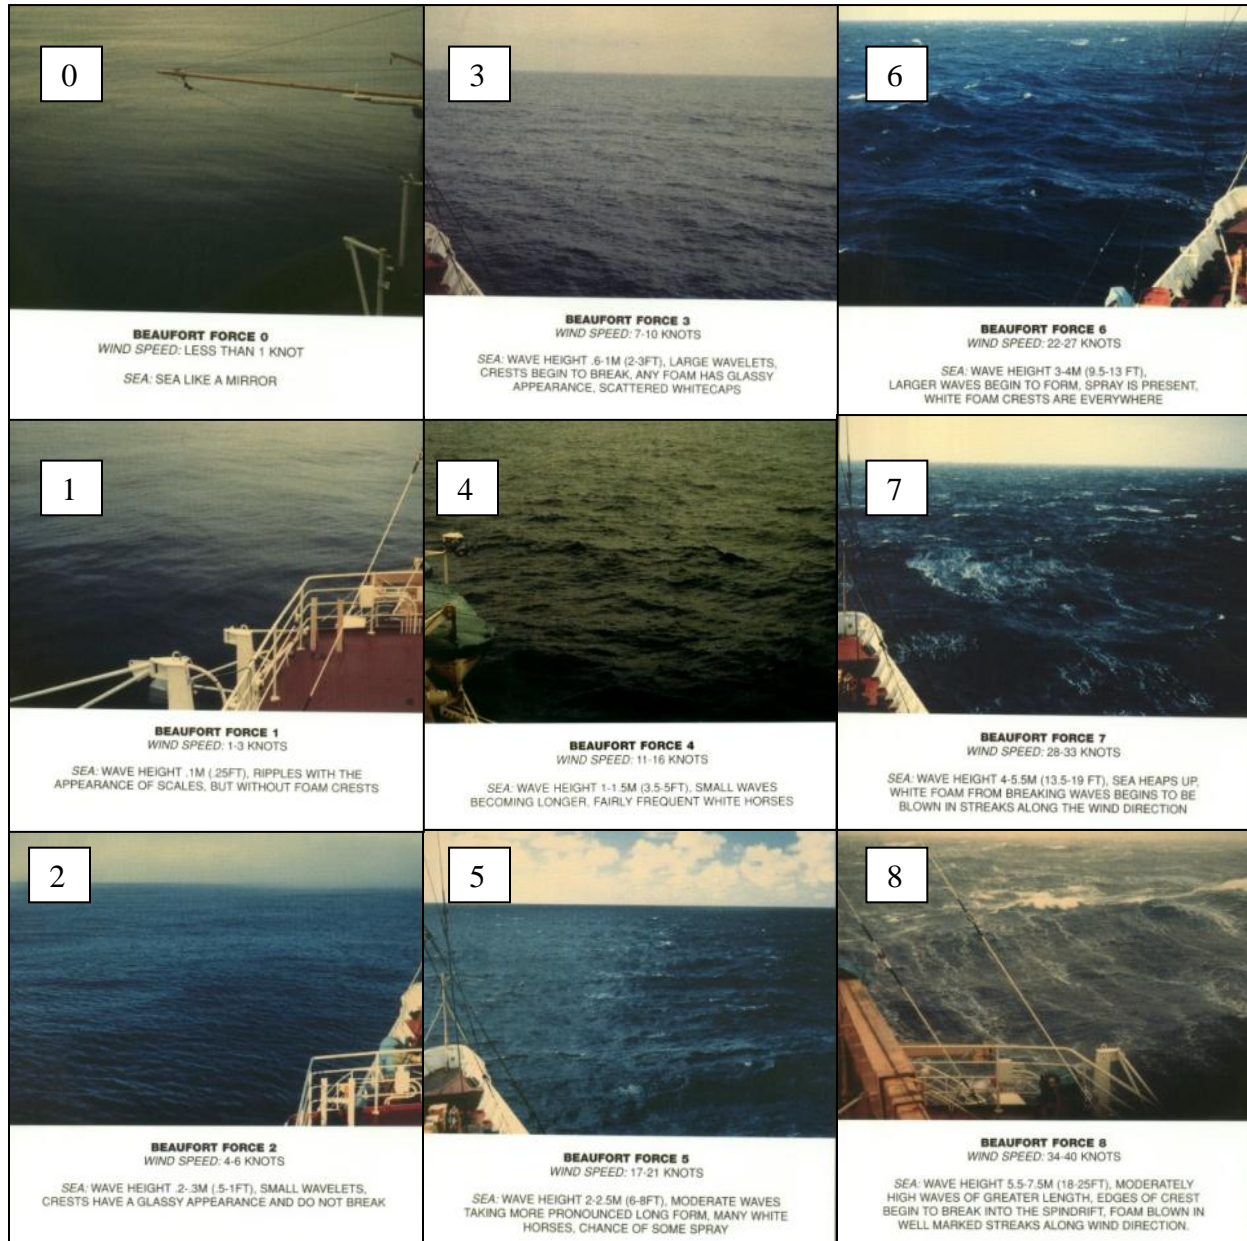 0
BEAUFORT FORCE 0
WIND SPEED: LESS THAN 1 KNOT
SEA: SEA LIKE A MIRROR
3
BEAUFORT FORCE 3
WIND SPEED: 7-10 KNOTS
SEA: WAVE HEIGHT .6-1M (2-3FT), LARGE WAVELETS,
CRESTS BEGIN TO BREAK, ANY FOAM HAS GLASSY
APPEARANCE, SCATTERED WHITECAPS
6
BEAUFORT FORCE 6
WIND SPEED: 22-27 KNOTS
SEA: WAVE HEIGHT 3-4M (9.5-13 FT),
LARGER WAVES BEGIN TO FORM, SPRAY IS PRESENT,
WHITE FOAM CRESTS ARE EVERYWHERE
1
BEAUFORT FORCE 1
WIND SPEED: 1-3 KNOTS
SEA: WAVE HEIGHT .1M (.25FT), RIPPLES WITH THE
APPEARANCE OF SCALES, BUT WITHOUT FOAM CRESTS
4
BEAUFORT FORCE 4
WIND SPEED: 11-16 KNOTS
SEA: WAVE HEIGHT 1-1.5M (3.5-5FT), SMALL WAVES
BECOMING LONGER, FAIRLY FREQUENT WHITE HORSES
7
BEAUFORT FORCE 7
WIND SPEED: 28-33 KNOTS
SEA: WAVE HEIGHT 4-5.5M (13.5-19 FT), SEA HEAPS UP,
WHITE FOAM FROM BREAKING WAVES BEGINS TO BE
BLOWN IN STREAKS ALONG THE WIND DIRECTION
2
BEAUFORT FORCE 2
WIND SPEED: 4-6 KNOTS
SEA: WAVE HEIGHT .2-.3M (.5-1FT), SMALL WAVELETS,
CRESTS HAVE A GLASSY APPEARANCE AND DO NOT BREAK
5
BEAUFORT FORCE 5
WIND SPEED: 17-21 KNOTS
SEA: WAVE HEIGHT 2-2.5M (6-8FT), MODERATE WAVES
TAKING MORE PRONOUNCED LONG FORM, MANY WHITE
HORSES, CHANCE OF SOME SPRAY
8
BEAUFORT FORCE 8
WIND SPEED: 34-40 KNOTS
SEA: WAVE HEIGHT 5.5-7.5M (18-25FT), MODERATELY
HIGH WAVES OF GREATER LENGTH, EDGES OF CREST
BEGIN TO BREAK INTO THE SPINDRIFT, FOAM BLOWN IN
WELL MARKED STREAKS ALONG WIND DIRECTION.